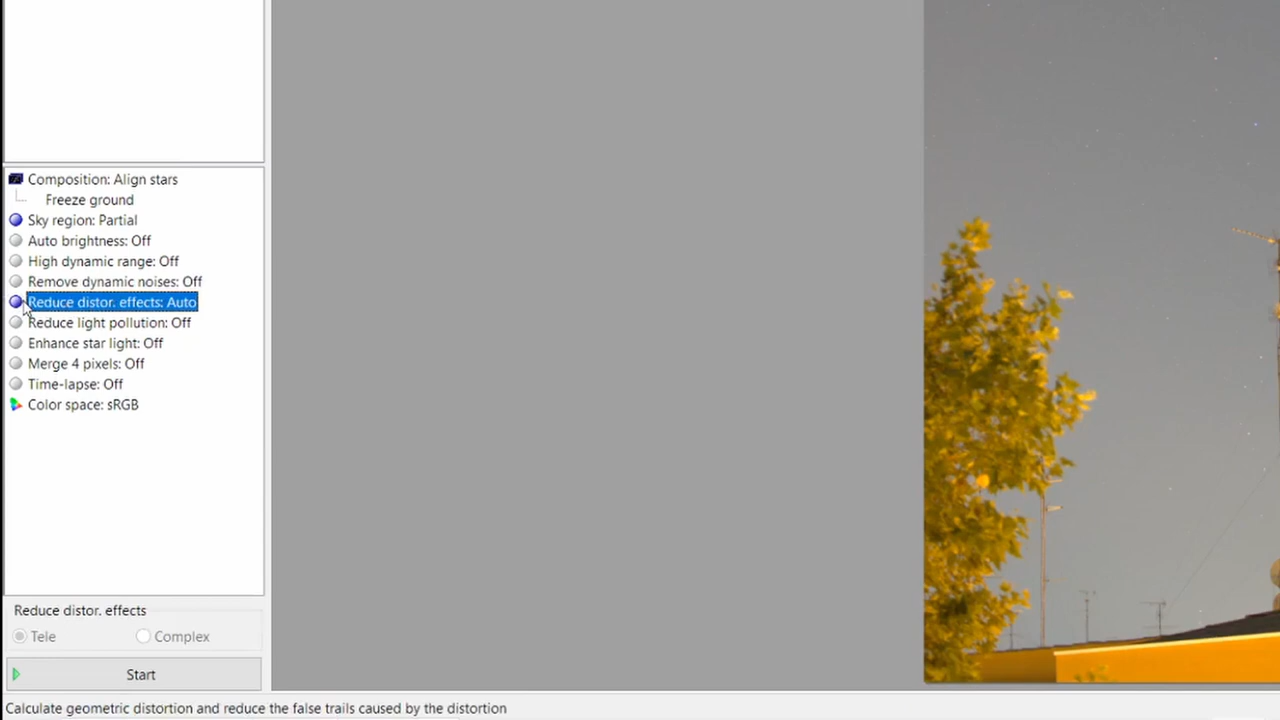 Composition: Align stars
Freeze ground
Sky region: Partial
Auto brightness: Off
High dynamic range: Off
Remove dynamic noises: Off
Reduce distor. effects: Auto
Reduce light pollution: Off
Enhance star light: Off
Merge 4 pixels: Off
Time-lapse: Off
Color space: sRGB
Reduce distor. effects
Tele Complex
Start
Calculate geometric distortion and reduce the false trails caused by the distortion